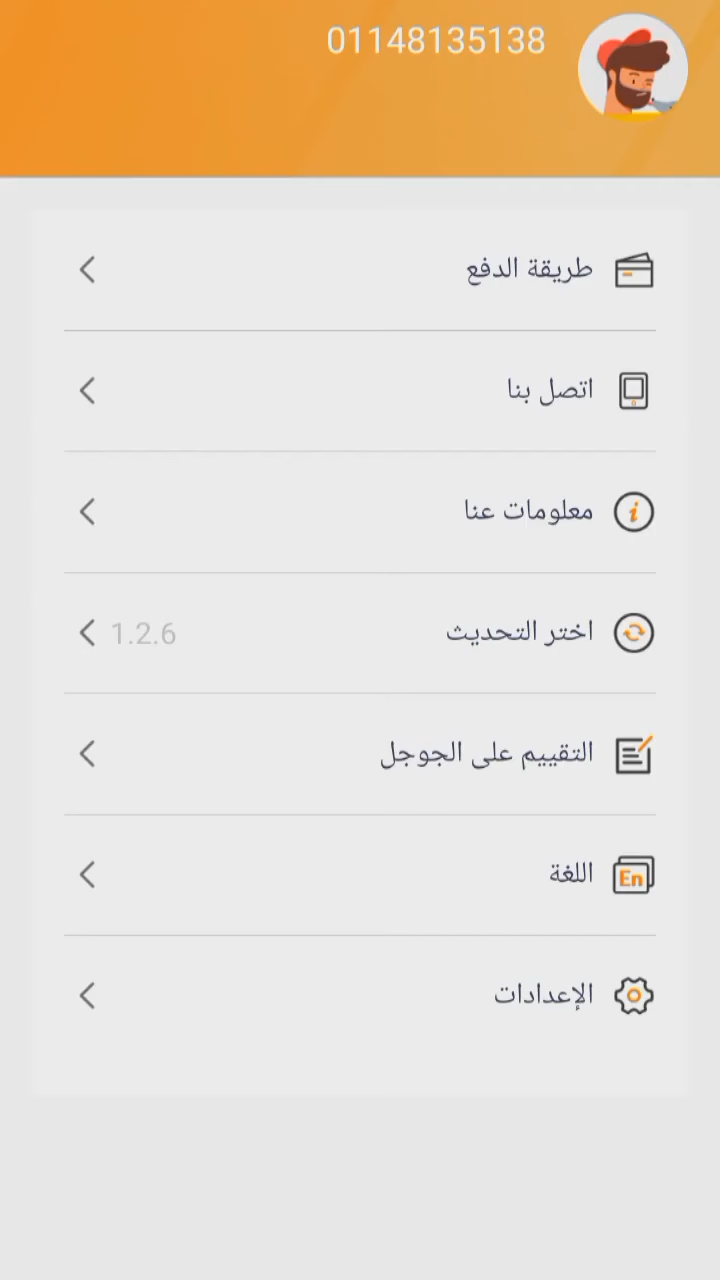 01148135138
طريقة الدفع
اتصل بنا
معلومات عنا
اختر التحديث 1.2.6
التقييم على الجوجل
En اللغة
الإعدادات